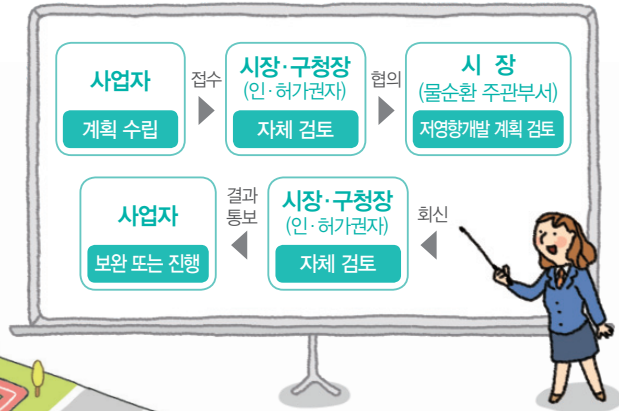 사업자
계획 수립
접수
시장·구청장
(인·허가권자)
자체 검토
협의
시 장
(물순환 주관부서)
저영향개발 계획 검토
사업자
보완 또는 진행
결과
통보
시장·구청장
(인·허가권자)
자체 검토
회신